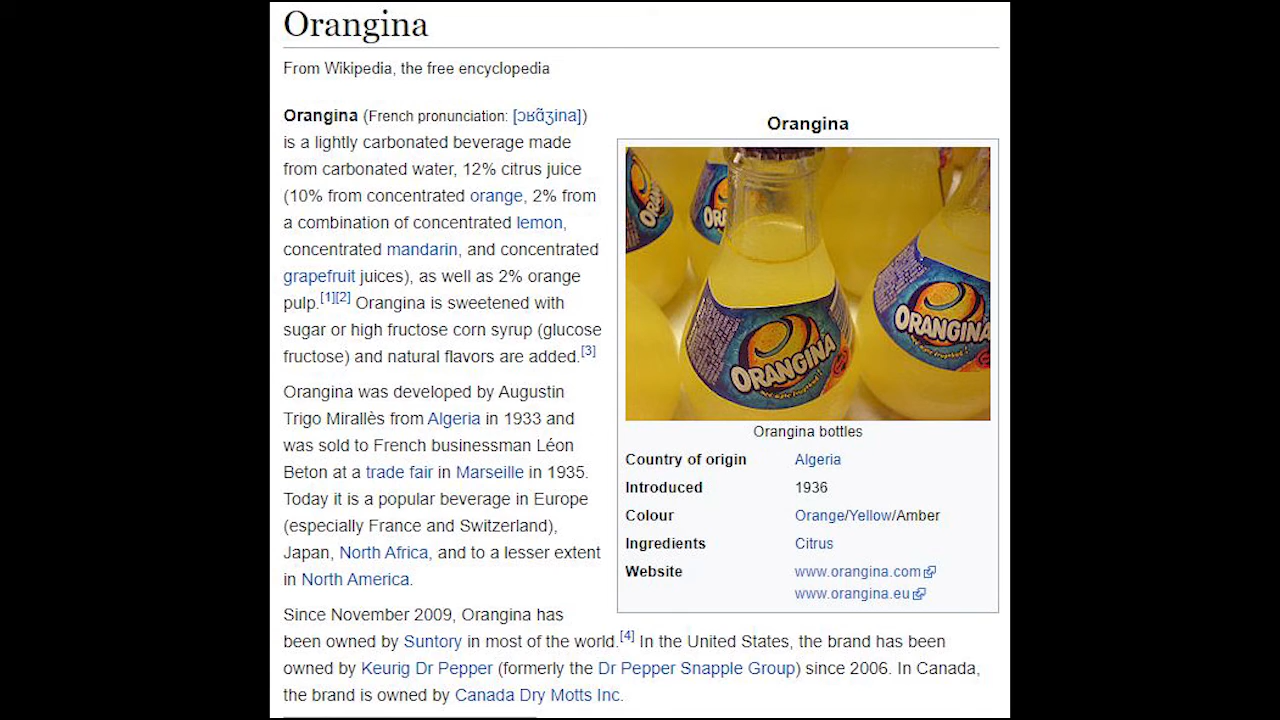 Orangina
From Wikipedia, the free encyclopedia
Orangina (French pronunciation: [ɔʁɑ̃ʒina])
is a lightly carbonated beverage made
from carbonated water, 12% citrus juice
(10% from concentrated orange, 2% from
a combination of concentrated lemon,
concentrated mandarin, and concentrated
grapefruit juices), as well as 2% orange
pulp.[1][2] Orangina is sweetened with
sugar or high fructose corn syrup (glucose
fructose) and natural flavors are added.[3]
Orangina was developed by Augustin
Trigo Mirallès from Algeria in 1933 and
was sold to French businessman Léon
Beton at a trade fair in Marseille in 1935.
Today it is a popular beverage in Europe
(especially France and Switzerland),
Japan, North Africa, and to a lesser extent
in North America.
Since November 2009, Orangina has
been owned by Suntory in most of the world.[4] In the United States, the brand has been
owned by Keurig Dr Pepper (formerly the Dr Pepper Snapple Group) since 2006. In Canada,
the brand is owned by Canada Dry Motts Inc.
Orangina
ORANGINA
ORANGINA
Orangina bottles
Country of origin Algeria
Introduced 1936
Colour Orange/Yellow/Amber
Ingredients Citrus
Website www.orangina.com
www.orangina.eu